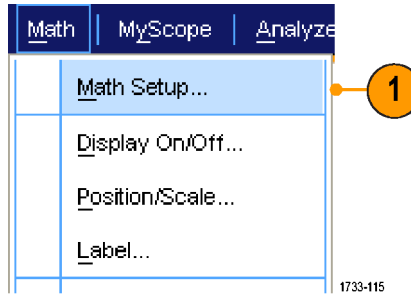 Math | MyScope | Analyze
Math Setup... 1
Display On/Off...
Position/Scale...
Label...
1733-115